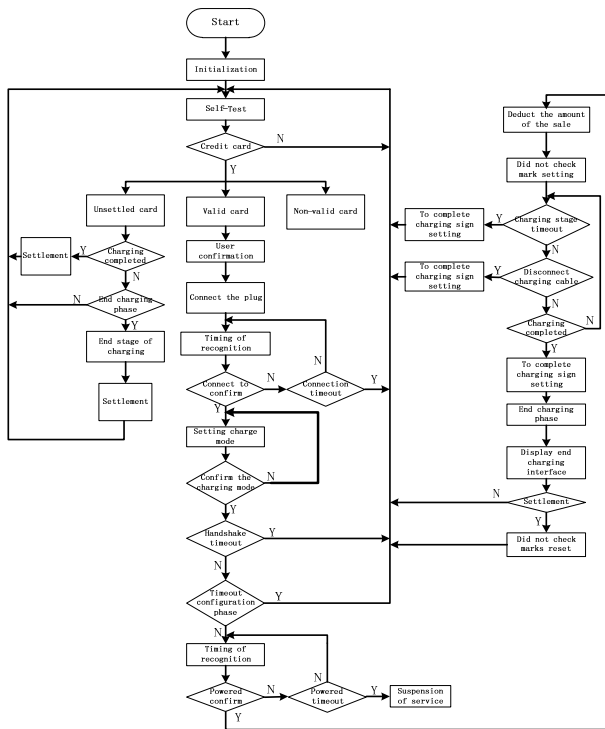 Start
Initialization
Self-Test
Credit card
N
Y
Unsettled card
Valid card
Non-valid card
Settlement
Y
Charging
completed
N
User
confirmation
N
End charging
phase
Y
Connect the plug
End stage of
charging
Timing of
recognition
N
Settlement
Connect to
confirm
N
Connection
timeout
Y
Y
Setting charge
mode
Confirm the
charging mode
N
Y
Handshake
timeout
Y
N
Timeout
configuration
phase
Y
N
Timing of
recognition
N
Powered
confirm
N
Powered
timeout
Y
Suspension
of service
Y
Deduct the amount
of the sale
Did not check
mark setting
To complete
charging sign
setting
Y
Charging stage
timeout
N
To complete
charging sign
setting
Y
Disconnect
charging cable
N
Charging
completed
N
Y
To complete
charging sign
setting
End charging
phase
Display end
charging
interface
N
Settlement
Y
Did not check
marks reset